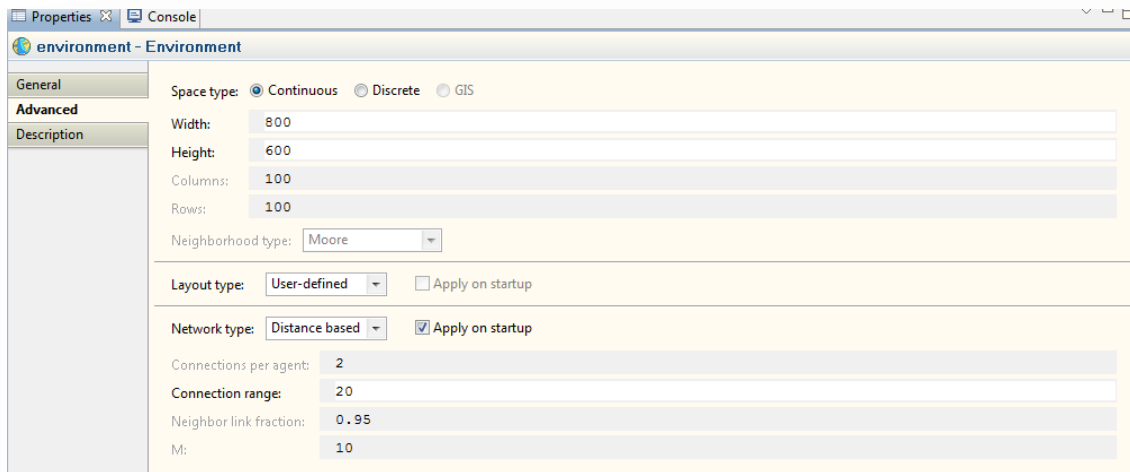 Properties Console
environment - Environment
General
Advanced
Description
Space type: Continuous Discrete GIS
Width: 800
Height: 600
Columns: 100
Rows: 100
Neighborhood type: Moore
Layout type: User-defined Apply on startup
Network type: Distance based Apply on startup
Connections per agent: 2
Connection range: 20
Neighbor link fraction: 0.95
M: 10